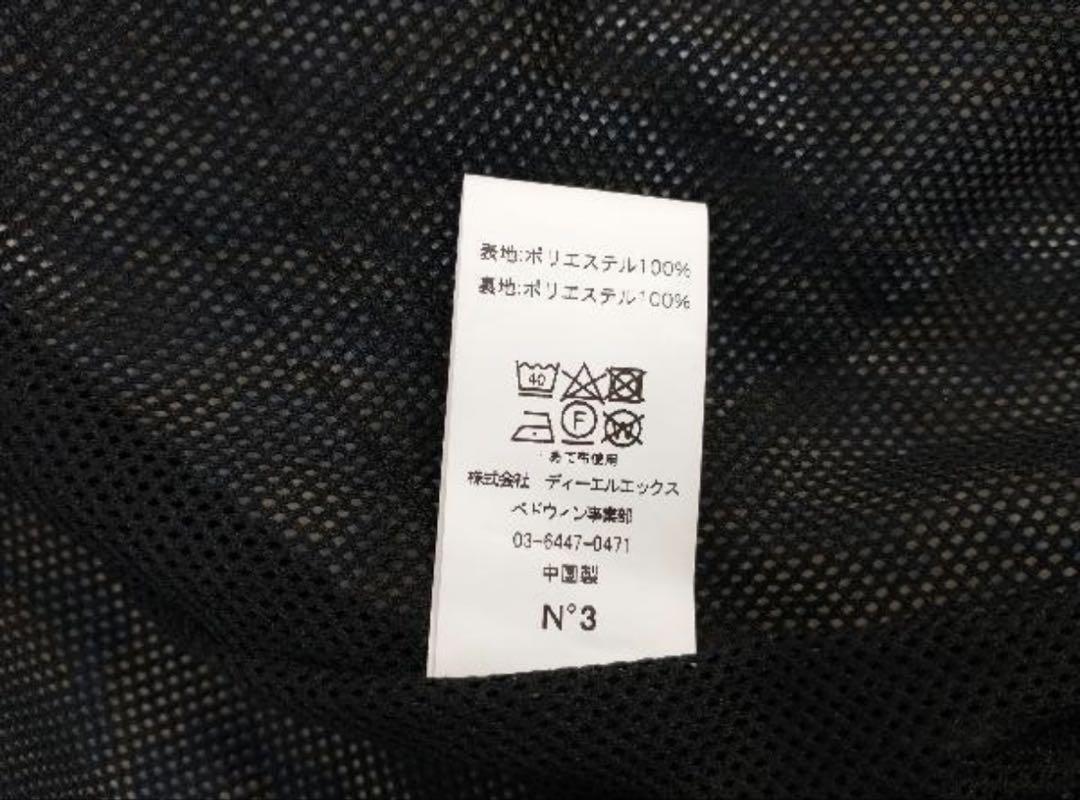 表地:ポリエステル100%
裏地:ポリエステル100%
40
F
W
・あて布使用
株式会社 ディーエルエックス
ベドウィン事業部
03-6447-0471
中国製
N°3